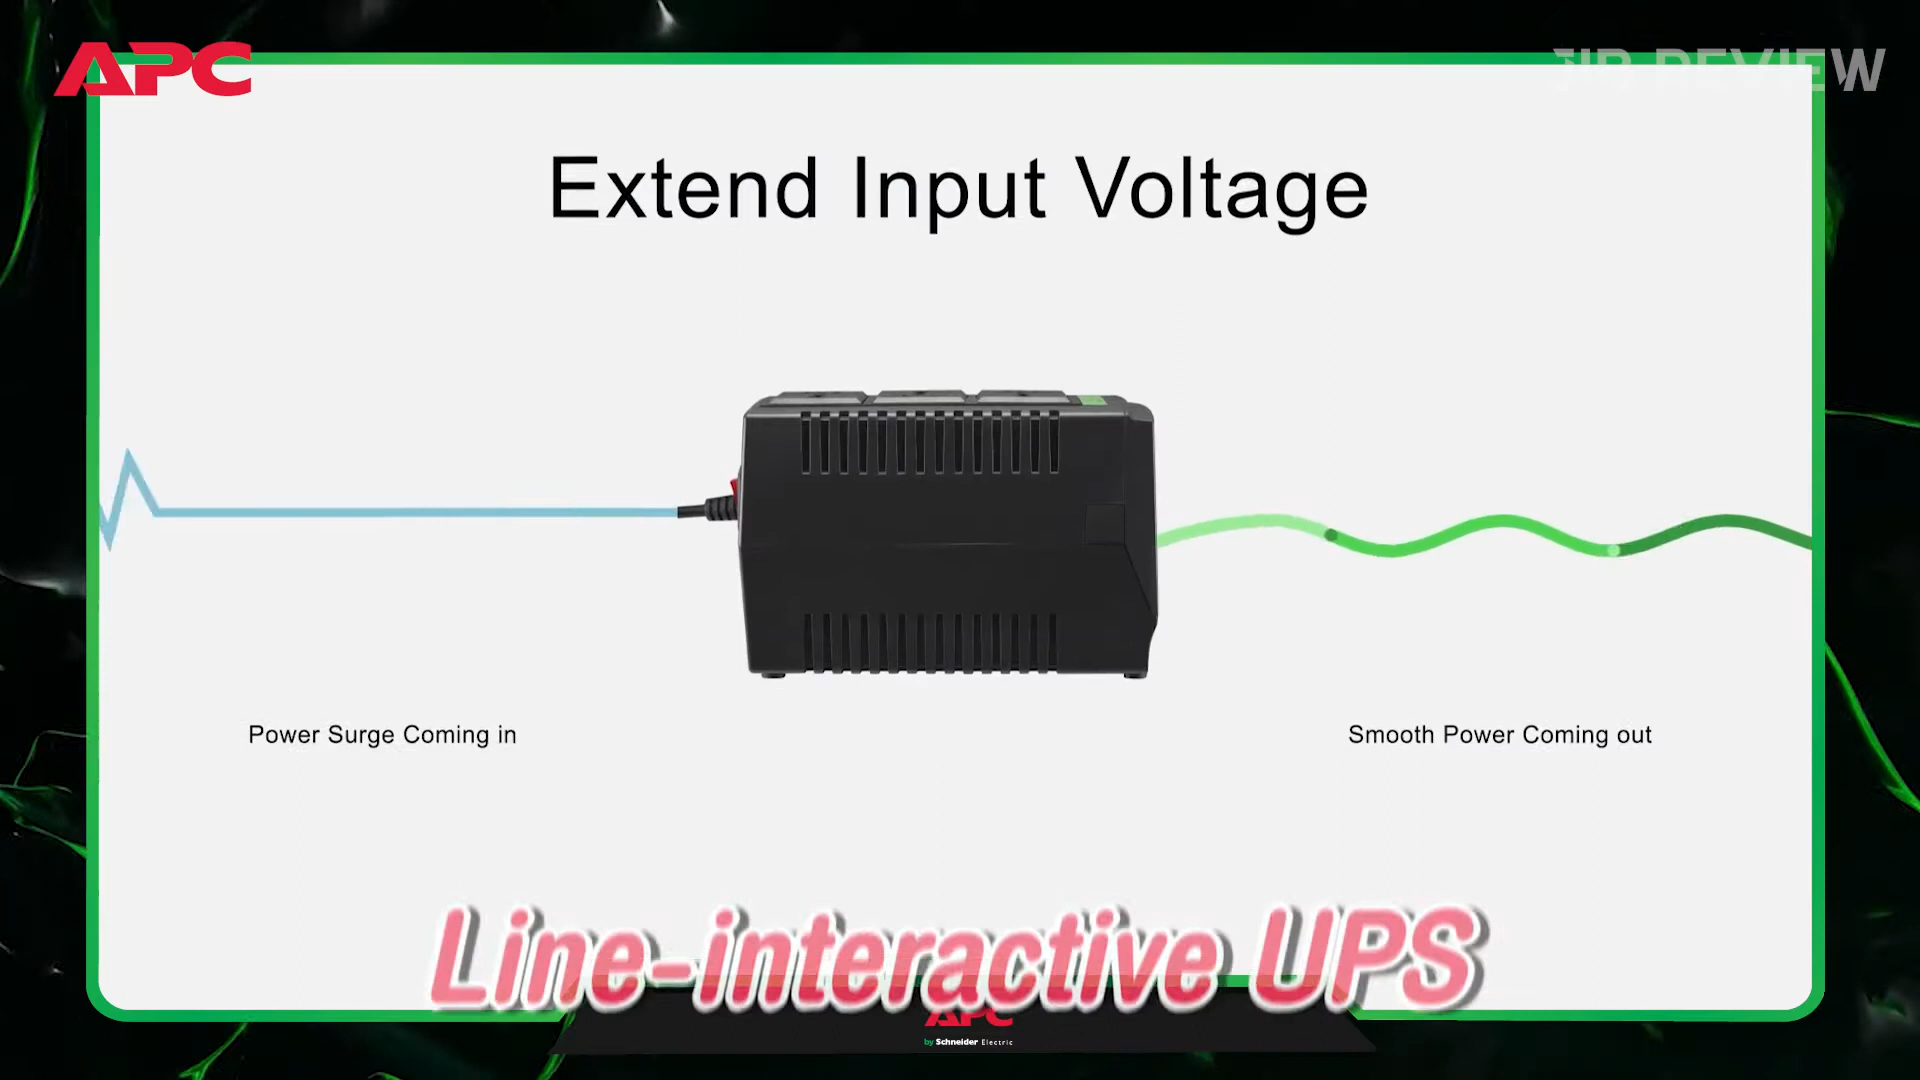 APC
REVIEW
Extend Input Voltage
Power Surge Coming in
Smooth Power Coming out
Line-interactive UPS
APC
by Schneider Electric